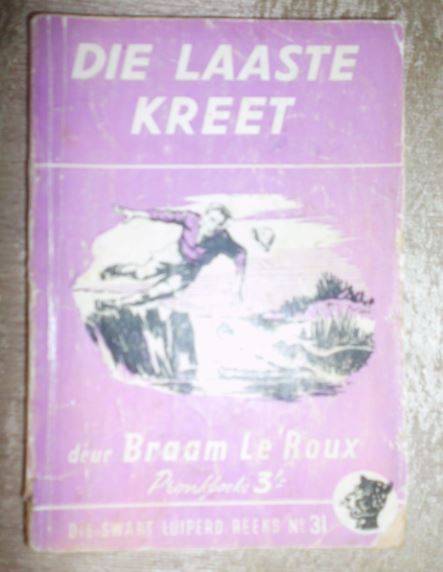 DIE LAASTE
KREET
deur Braam Le Roux
Pronkboeke 3/-
DIE SWART LUIPERD REEKS No 31